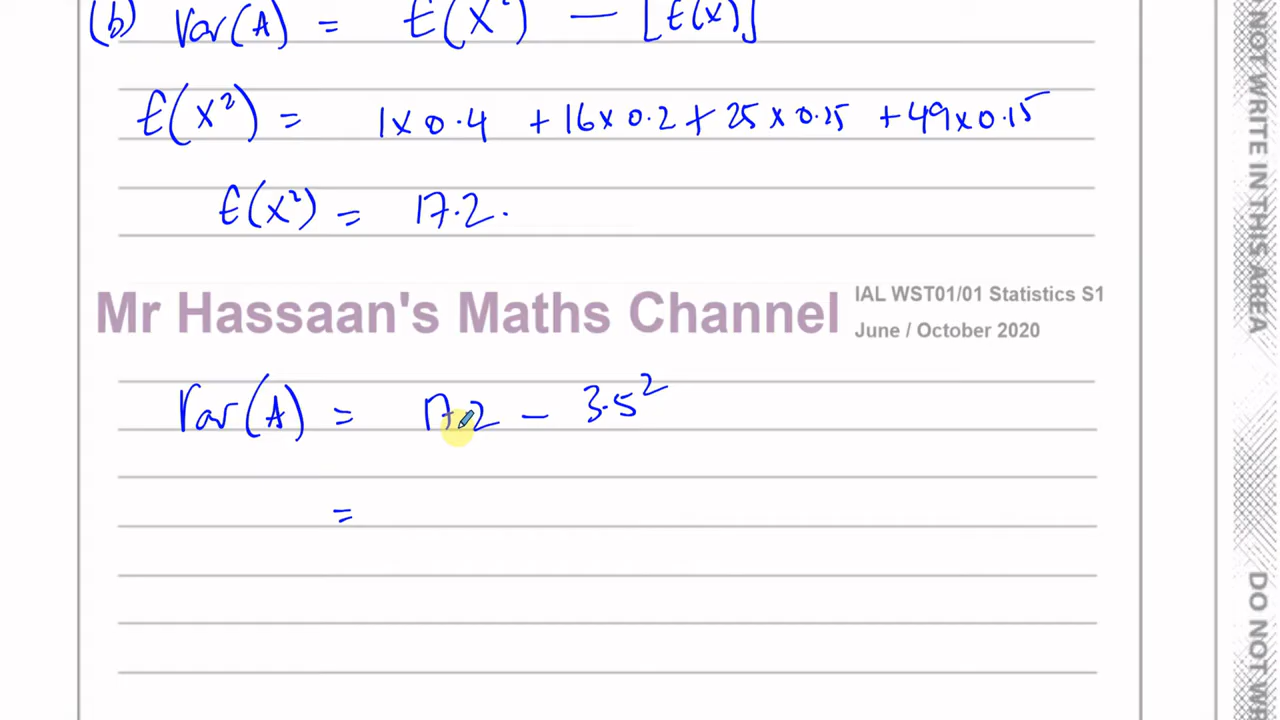 (b) Var(A) = E(X²) – [E(X)]
E(X²) = 1 x 0.4 + 16 x 0.2 + 25 x 0.25 + 49 x 0.15
E(X²) = 17.2.
Mr Hassaan's Maths Channel
IAL WST01/01 Statistics S1
June / October 2020
Var(A) = 17.2 – 3.5²
=
DO NOT WRITE IN THIS AREA
DO NOT WR